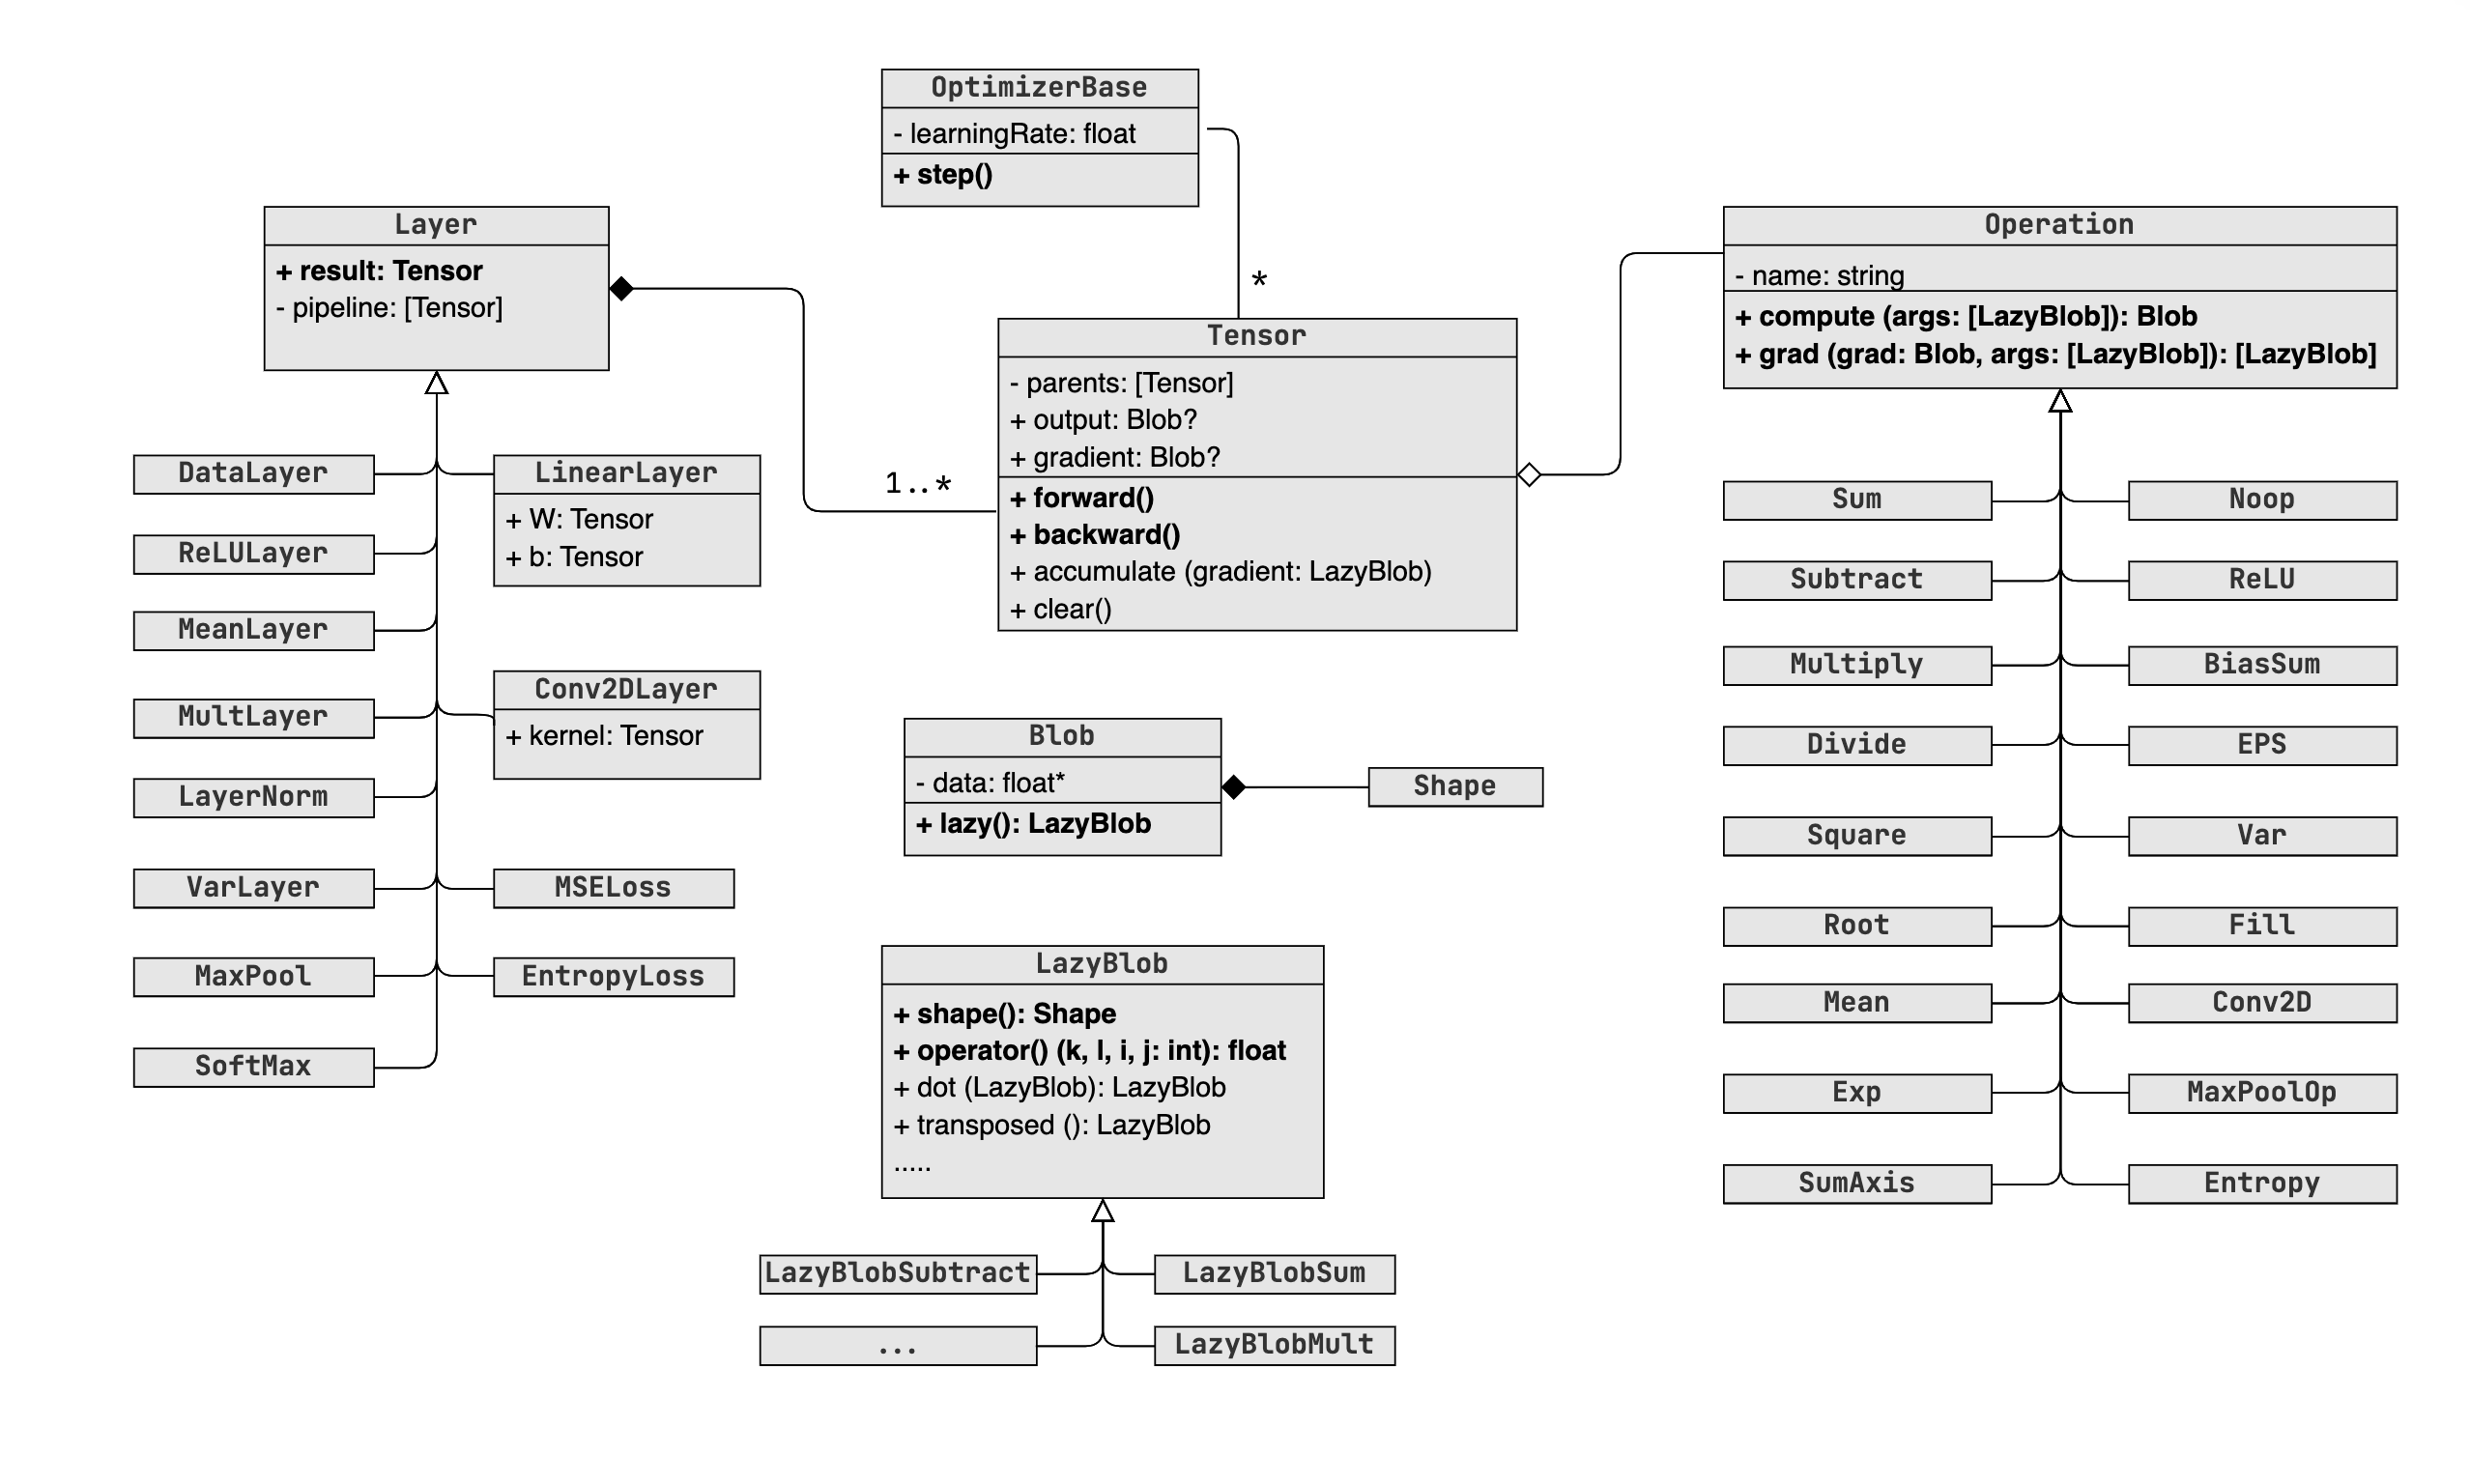 OptimizerBase
- learningRate: float
+ step()
Layer
+ result: Tensor
- pipeline: [Tensor]
Operation
- name: string
+ compute (args: [LazyBlob]): Blob
+ grad (grad: Blob, args: [LazyBlob]): [LazyBlob]
*
Tensor
- parents: [Tensor]
+ output: Blob?
+ gradient: Blob?
+ forward()
+ backward()
+ accumulate (gradient: LazyBlob)
+ clear()
1..*
DataLayer
LinearLayer
+ W: Tensor
+ b: Tensor
ReLULayer
MeanLayer
MultLayer
Conv2DLayer
+ kernel: Tensor
LayerNorm
VarLayer
MSELoss
MaxPool
EntropyLoss
SoftMax
Blob
- data: float*
+ lazy(): LazyBlob
Shape
LazyBlob
+ shape(): Shape
+ operator() (k, l, i, j: int): float
+ dot (LazyBlob): LazyBlob
+ transposed (): LazyBlob
.....
LazyBlobSubtract
LazyBlobSum
...
LazyBlobMult
Sum
Noop
Subtract
ReLU
Multiply
BiasSum
Divide
EPS
Square
Var
Root
Fill
Mean
Conv2D
Exp
MaxPoolOp
SumAxis
Entropy